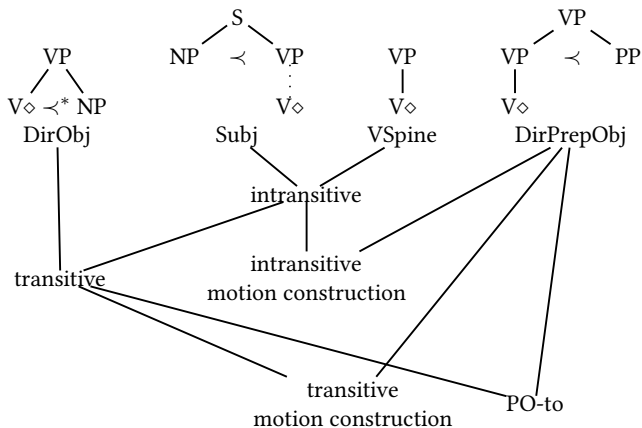 S
VP
VP NP ≺ VP VP VP ≺ PP
V⋄ ≺* NP V⋄ V⋄ V⋄
DirObj Subj VSpine DirPrepObj
intransitive
intransitive
motion construction
transitive
transitive
motion construction
PO-to